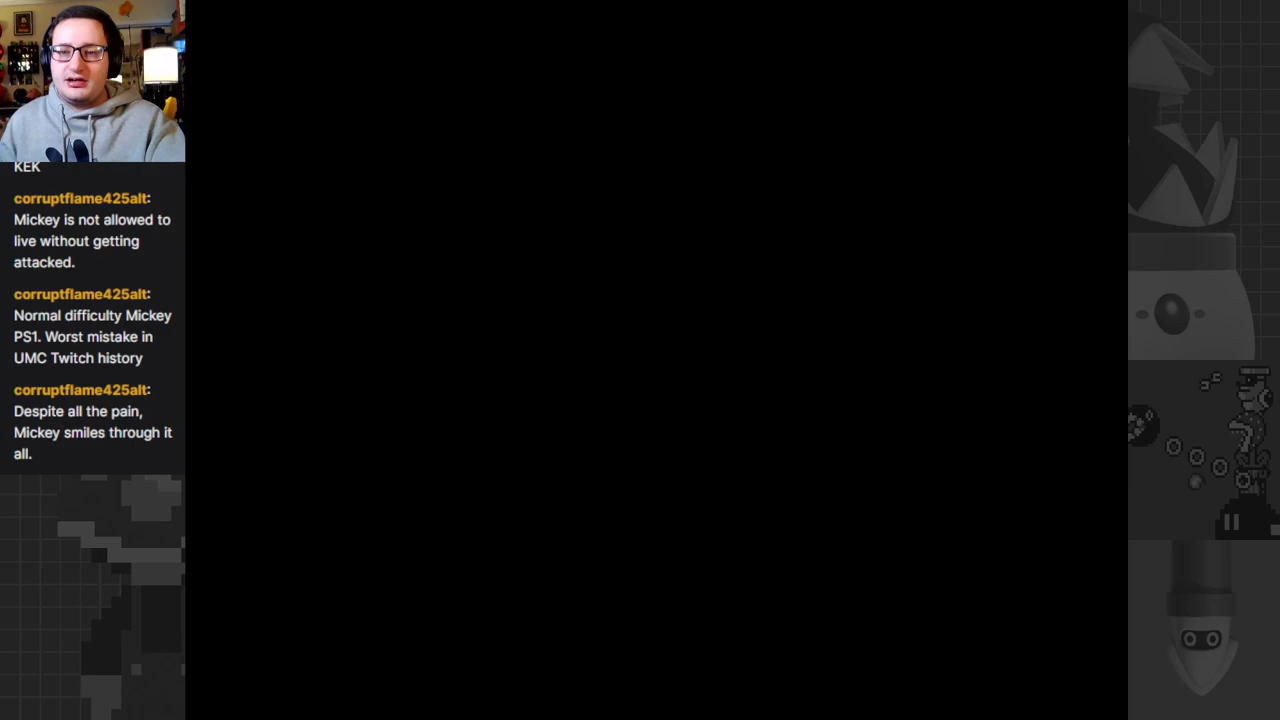 KEK
corruptflame425alt:
Mickey is not allowed to
live without getting
attacked.
corruptflame425alt:
Normal difficulty Mickey
PS1. Worst mistake in
UMC Twitch history
corruptflame425alt:
Despite all the pain,
Mickey smiles through it
all.